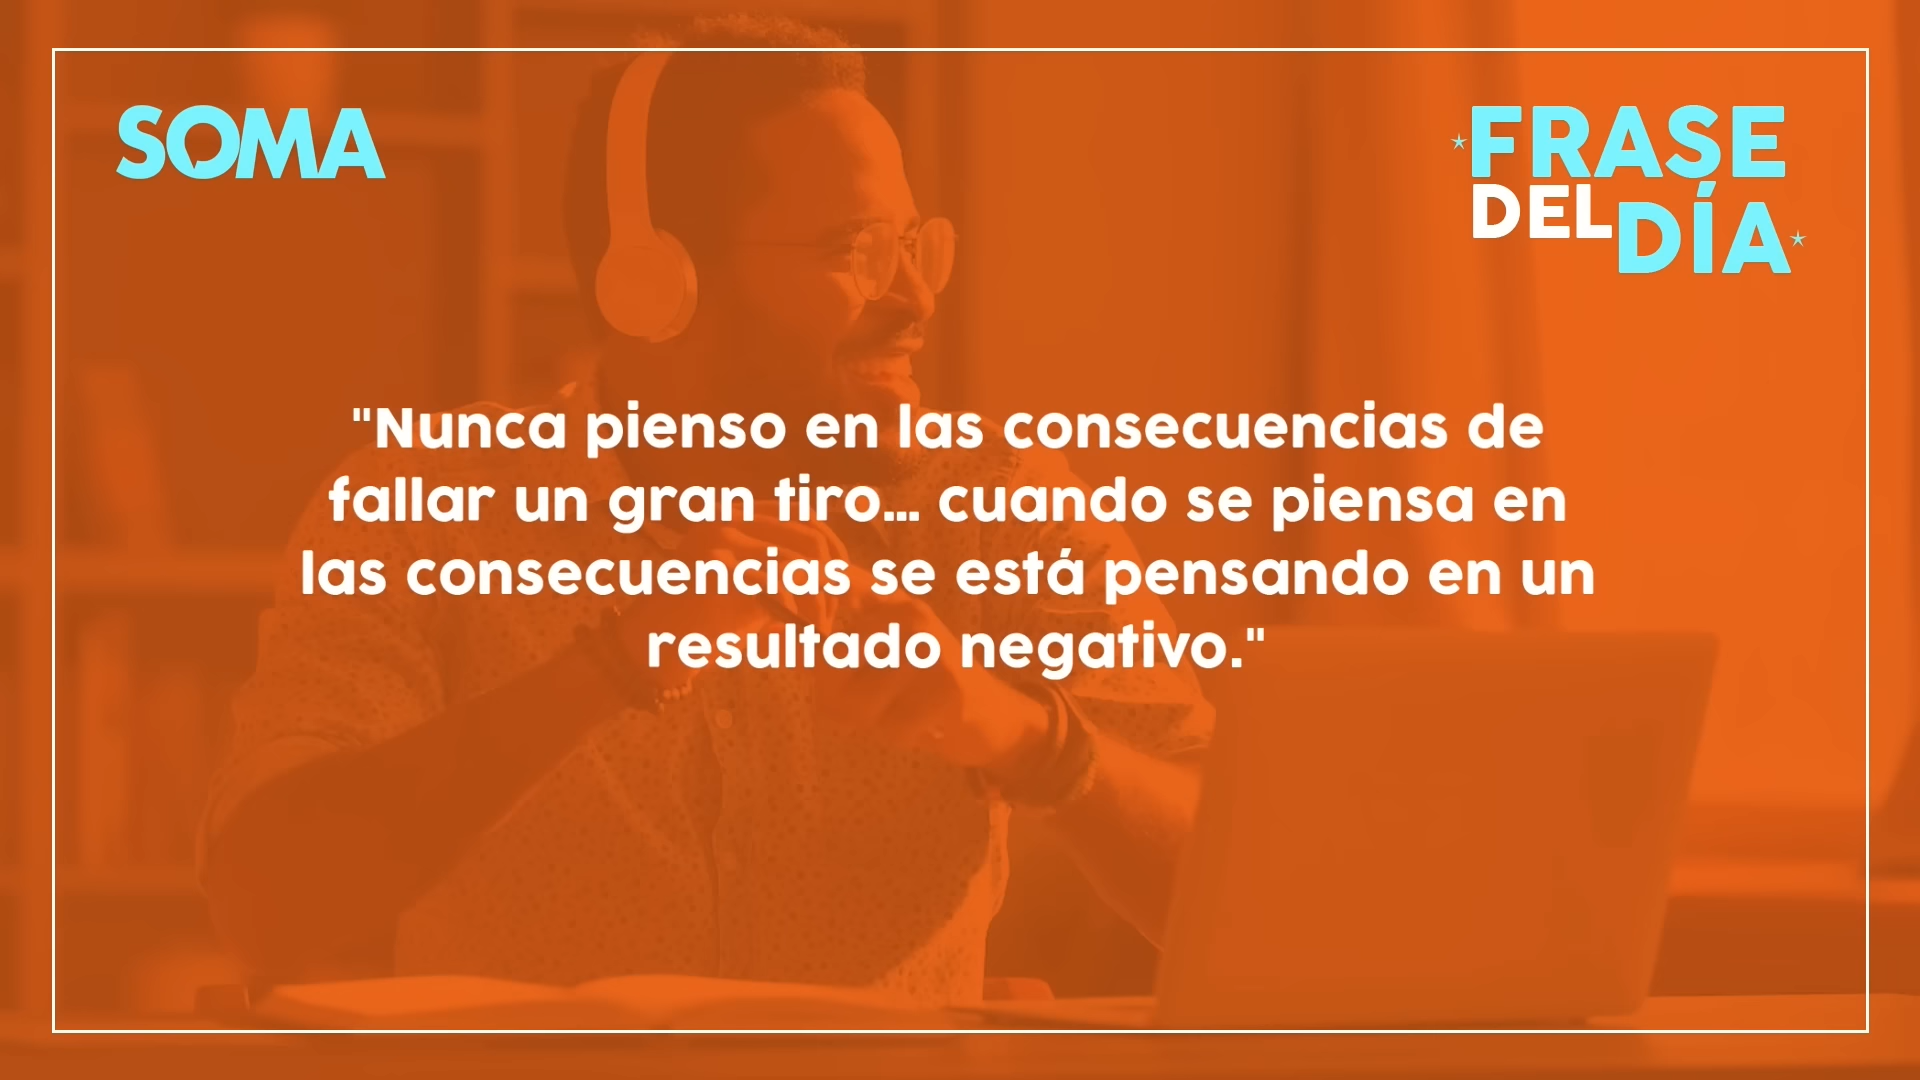 SOMA
FRASE
DEL DÍA
"Nunca pienso en las consecuencias de
fallar un gran tiro... cuando se piensa en
las consecuencias se está pensando en un
resultado negativo."